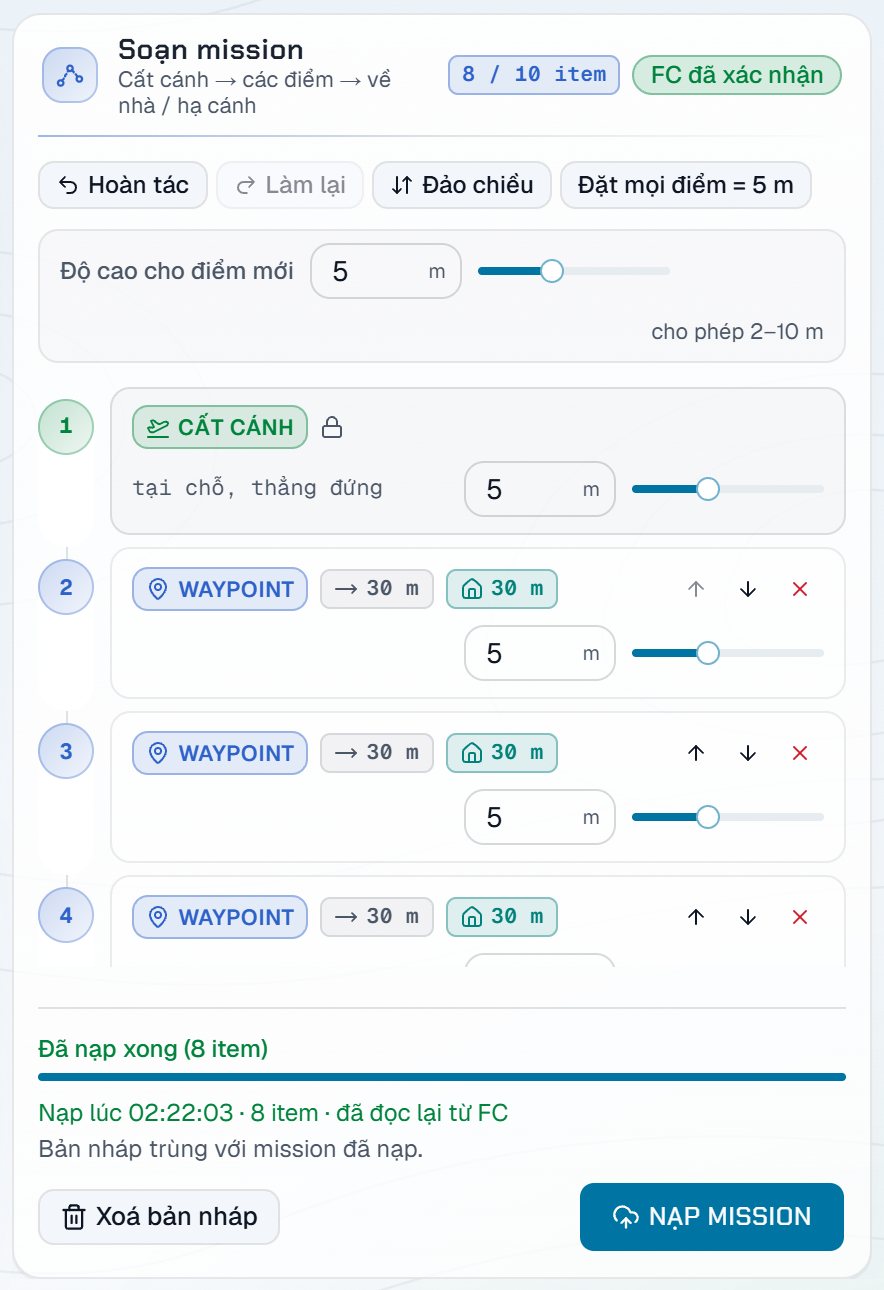 Soạn mission
Cất cánh → các điểm → về
nhà / hạ cánh
8 / 10 item
FC đã xác nhận
Hoàn tác
Làm lại
Đảo chiều
Đặt mọi điểm = 5 m
Độ cao cho điểm mới
5 m
cho phép 2–10 m
1
CẤT CÁNH
tại chỗ, thẳng đứng
5 m
2
WAYPOINT
→ 30 m
30 m
5 m
3
WAYPOINT
→ 30 m
30 m
5 m
4
WAYPOINT
→ 30 m
30 m
Đã nạp xong (8 item)
Nạp lúc 02:22:03 · 8 item · đã đọc lại từ FC
Bản nháp trùng với mission đã nạp.
Xoá bản nháp
NẠP MISSION